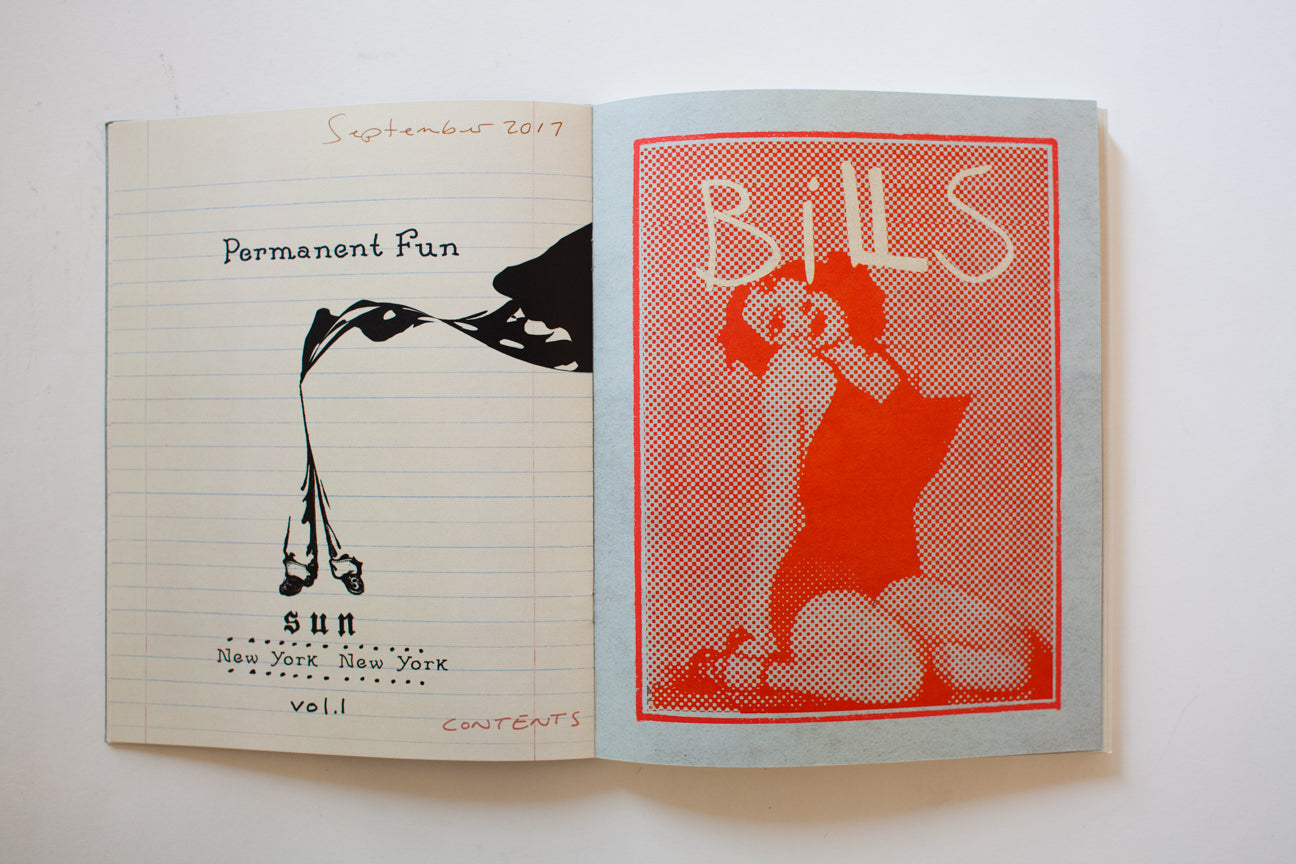 September 2017
Permanent Fun
sun
New York New York
vol.1
CONTENTS
BiLLS